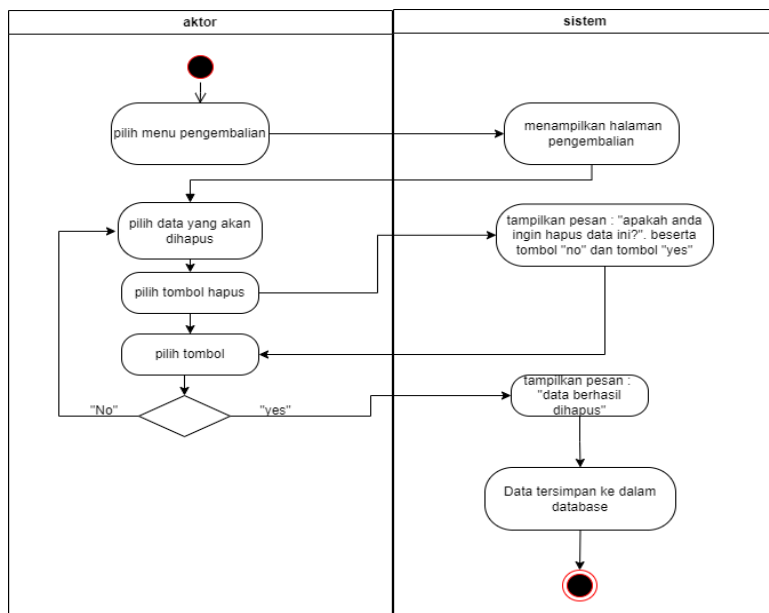 aktor
sistem
pilih menu pengembalian
menampilkan halaman
pengembalian
pilih data yang akan
dihapus
tampilkan pesan : "apakah anda
ingin hapus data ini?". beserta
tombol "no" dan tombol "yes"
pilih tombol hapus
pilih tombol
"No"
"yes"
tampilkan pesan :
"data berhasil
dihapus"
Data tersimpan ke dalam
database